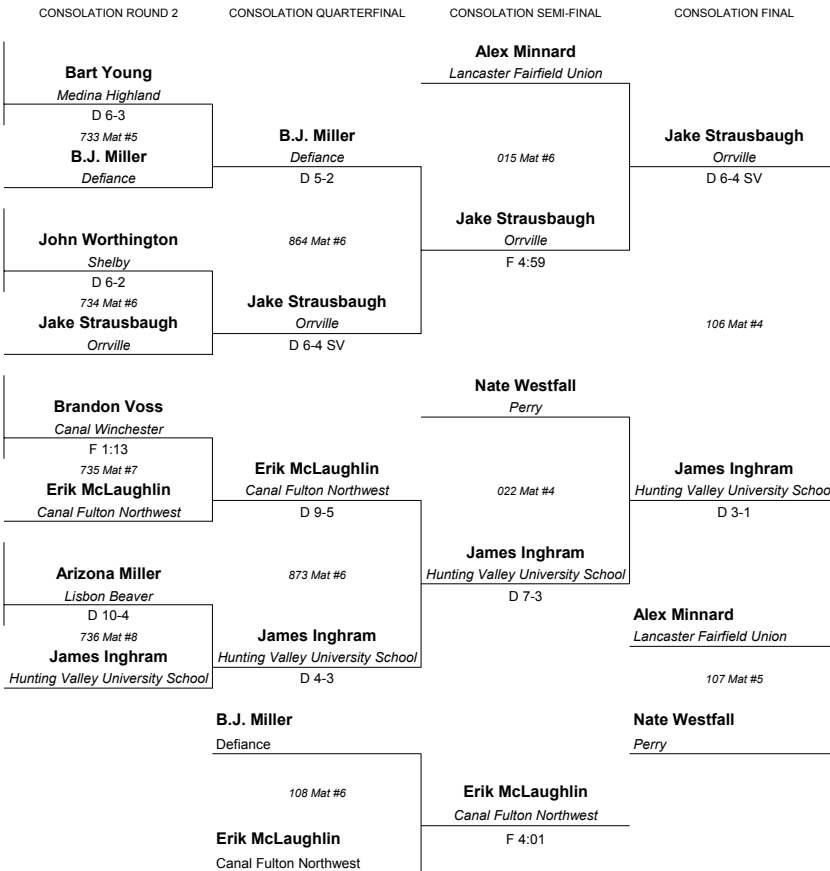 CONSOLATION ROUND 2
CONSOLATION QUARTERFINAL
CONSOLATION SEMI-FINAL
CONSOLATION FINAL
Bart Young
Medina Highland
D 6-3
733 Mat #5
B.J. Miller
Defiance
John Worthington
Shelby
D 6-2
734 Mat #6
Jake Strausbaugh
Orrville
Brandon Voss
Canal Winchester
F 1:13
735 Mat #7
Erik McLaughlin
Canal Fulton Northwest
Arizona Miller
Lisbon Beaver
D 10-4
736 Mat #8
James Inghram
Hunting Valley University School
B.J. Miller
Defiance
D 5-2
864 Mat #6
Jake Strausbaugh
Orrville
D 6-4 SV
Erik McLaughlin
Canal Fulton Northwest
D 9-5
873 Mat #6
James Inghram
Hunting Valley University School
D 4-3
B.J. Miller
Defiance
108 Mat #6
Erik McLaughlin
Canal Fulton Northwest
Alex Minnard
Lancaster Fairfield Union
015 Mat #6
Jake Strausbaugh
Orrville
F 4:59
Nate Westfall
Perry
022 Mat #4
James Inghram
Hunting Valley University School
D 7-3
Erik McLaughlin
Canal Fulton Northwest
F 4:01
Jake Strausbaugh
Orrville
D 6-4 SV
106 Mat #4
James Inghram
Hunting Valley University Schoo
D 3-1
Alex Minnard
Lancaster Fairfield Union
107 Mat #5
Nate Westfall
Perry